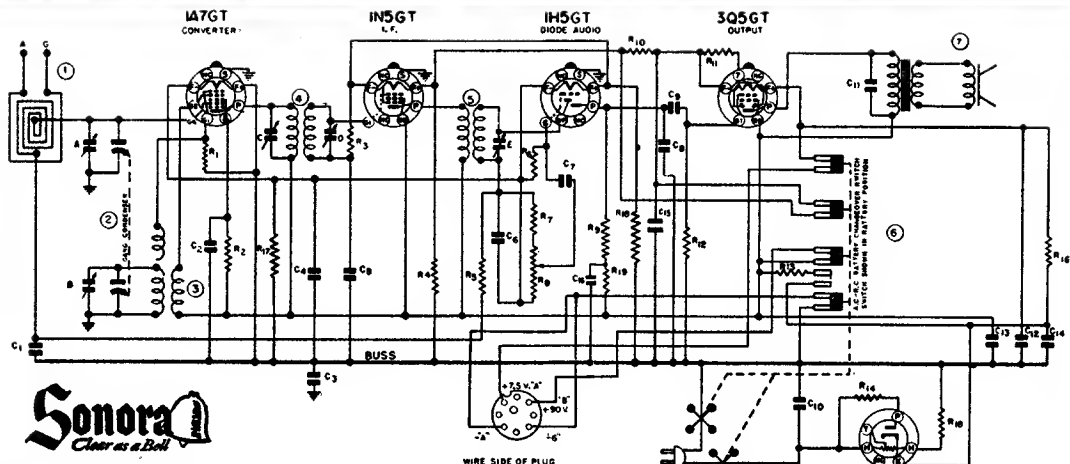 1A7GT
CONVERTER
1N5GT
I.F.
1H5GT
DIODE AUDIO
3Q5GT
OUTPUT
A G
1
4
5
7
R10
R11
C9
C11
A
C
D
R3
E
R1
R6
C7
C8
2
GANG CONDENSER
C2
R2
R17
C4
C8
R4
R5
C6
R7
R8
R9
R18
C15
R12
R19
C16
6
A.C.-D.C. BATTERY CHANGEOVER SWITCH
SWITCH SHOWN IN BATTERY POSITION
R13
R16
B
3
C1
BUSS
C3
C13
C12
C14
+7.5 V. "A"
"B"
+90 V.
-"A"
C10
R14
R18
Sonora
Clear as a Bell
WIRE SIDE OF PLUG